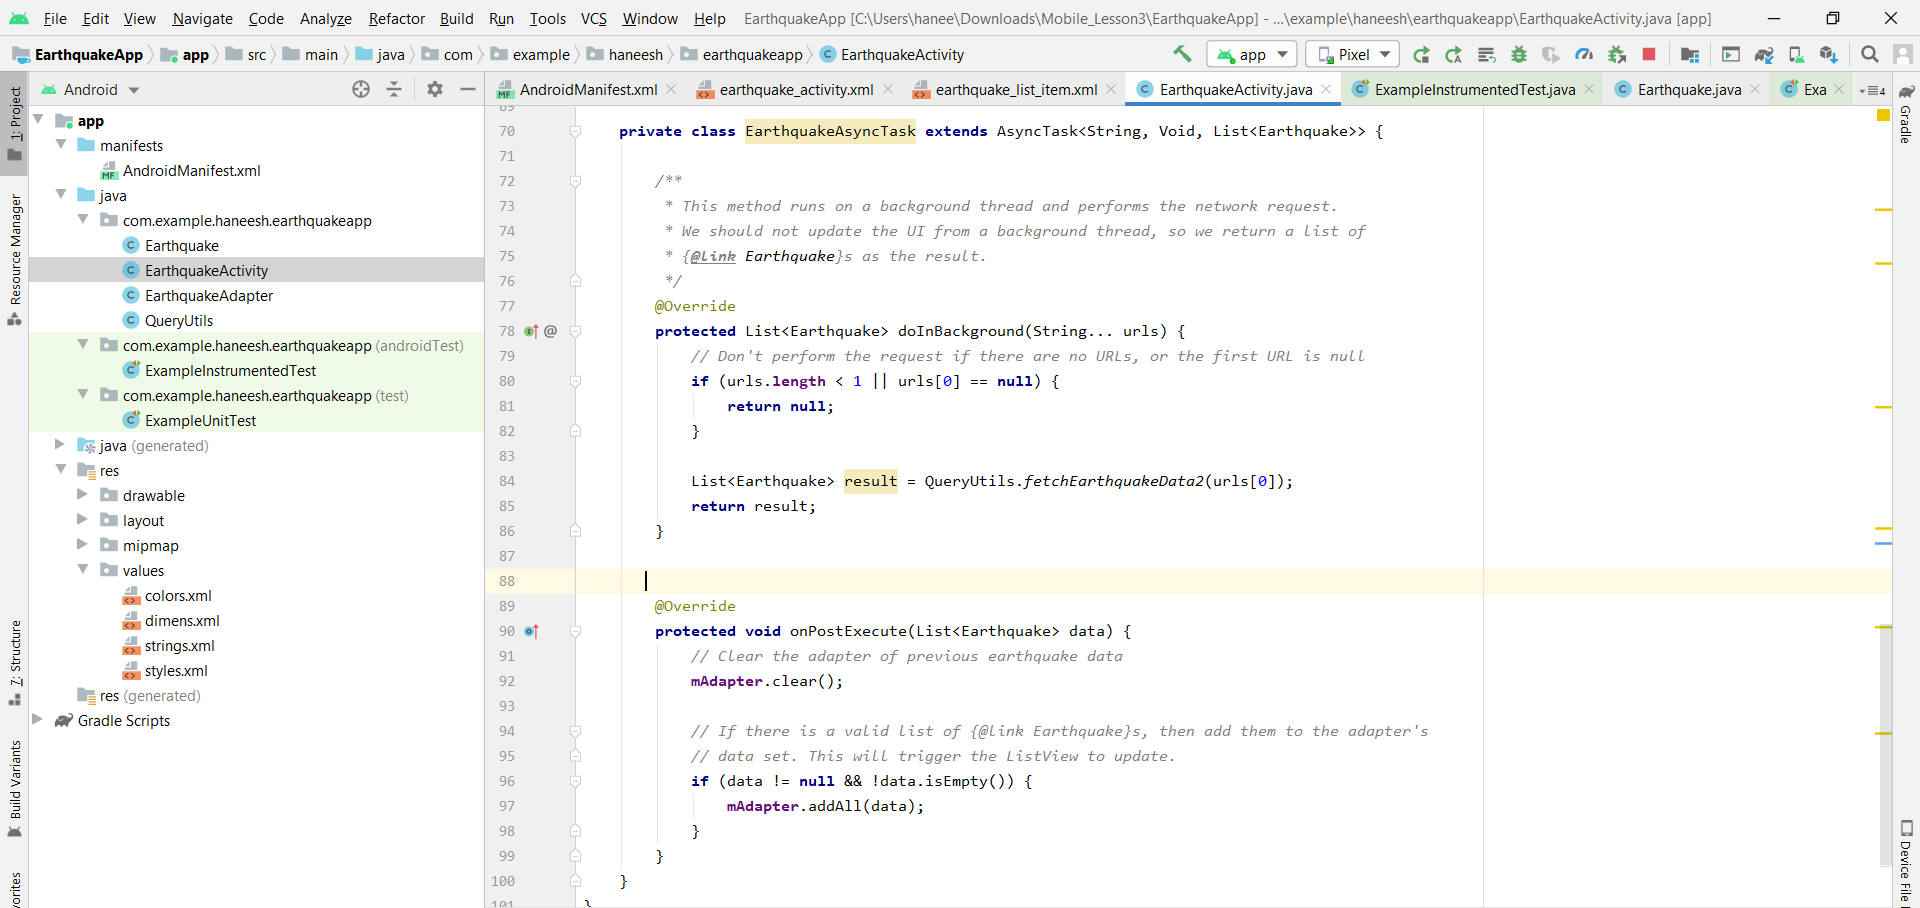 File Edit View Navigate Code Analyze Refactor Build Run Tools VCS Window Help EarthquakeApp [C:\Users\hanee\Downloads\Mobile_Lesson3\EarthquakeApp] - ...\example\haneesh\earthquakeapp\EarthquakeActivity.java [app]
EarthquakeApp app src main java com example haneesh earthquakeapp EarthquakeActivity app Pixel
Android
AndroidManifest.xml earthquake_activity.xml earthquake_list_item.xml EarthquakeActivity.java ExampleInstrumentedTest.java Earthquake.java Exa 4
1: Project
Resource Manager
7: Structure
Build Variants
vorites
app
manifests
AndroidManifest.xml
java
com.example.haneesh.earthquakeapp
Earthquake
EarthquakeActivity
EarthquakeAdapter
QueryUtils
com.example.haneesh.earthquakeapp (androidTest)
ExampleInstrumentedTest
com.example.haneesh.earthquakeapp (test)
ExampleUnitTest
java (generated)
res
drawable
layout
mipmap
values
colors.xml
dimens.xml
strings.xml
styles.xml
res (generated)
Gradle Scripts
69
70 private class EarthquakeAsyncTask extends AsyncTask<String, Void, List<Earthquake>> {
71
72 /**
73 * This method runs on a background thread and performs the network request.
74 * We should not update the UI from a background thread, so we return a list of
75 * {@link Earthquake}s as the result.
76 */
77 @Override
78 @ protected List<Earthquake> doInBackground(String... urls) {
79 // Don't perform the request if there are no URLs, or the first URL is null
80 if (urls.length < 1 || urls[0] == null) {
81 return null;
82 }
83
84 List<Earthquake> result = QueryUtils.fetchEarthquakeData2(urls[0]);
85 return result;
86 }
87
88
89 @Override
90 protected void onPostExecute(List<Earthquake> data) {
91 // Clear the adapter of previous earthquake data
92 mAdapter.clear();
93
94 // If there is a valid list of {@link Earthquake}s, then add them to the adapter's
95 // data set. This will trigger the ListView to update.
96 if (data != null && !data.isEmpty()) {
97 mAdapter.addAll(data);
98 }
99 }
100 }
101 }
Gradle
Device File